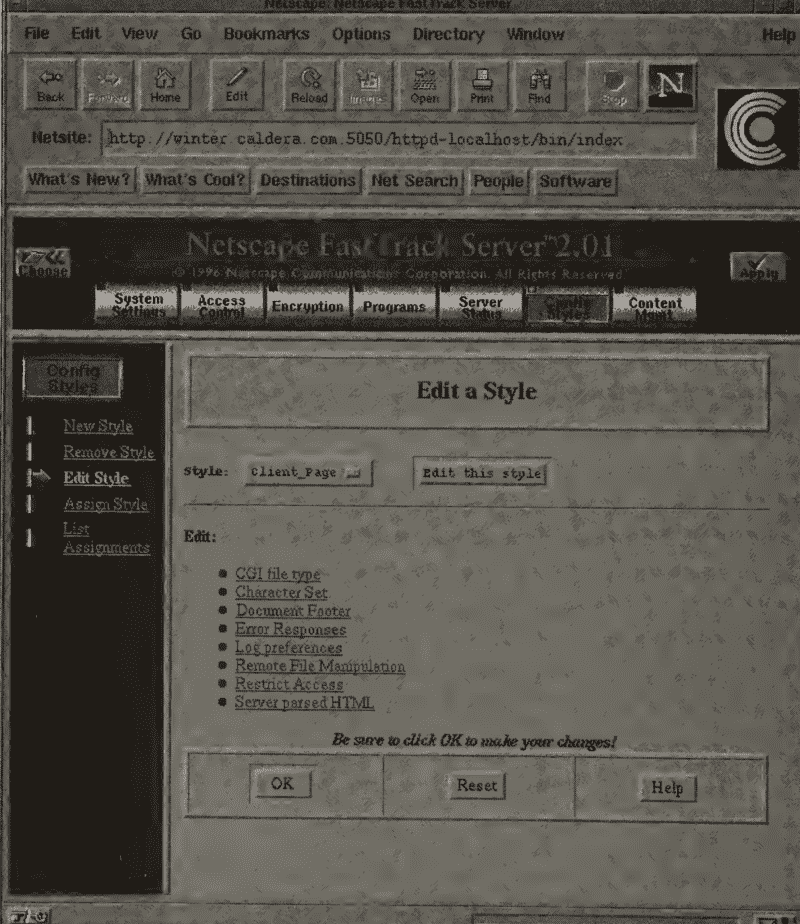 Netscape: Netscape FastTrack Server
File Edit View Go Bookmarks Options Directory Window Help
Back Forward Home Edit Reload Images Open Print Find Stop N
Netsite: http://winter.caldera.com.5050/httpd-localhost/bin/index
What's New? What's Cool? Destinations Net Search People Software
Netscape FastTrack Server™ 2.01
© 1996 Netscape Communications Corporation. All Rights Reserved
Choose
Apply
System Settings
Access Control
Encryption
Programs
Server Status
Config Styles
Content Mgmt
Config
Styles
New Style
Remove Style
Edit Style
Assign Style
List
Assignments
Edit a Style
Style: Client_Page Edit this style
Edit:
CGI file type
Character Set
Document Footer
Error Responses
Log preferences
Remote File Manipulation
Restrict Access
Server parsed HTML
Be sure to click OK to make your changes!
OK Reset Help